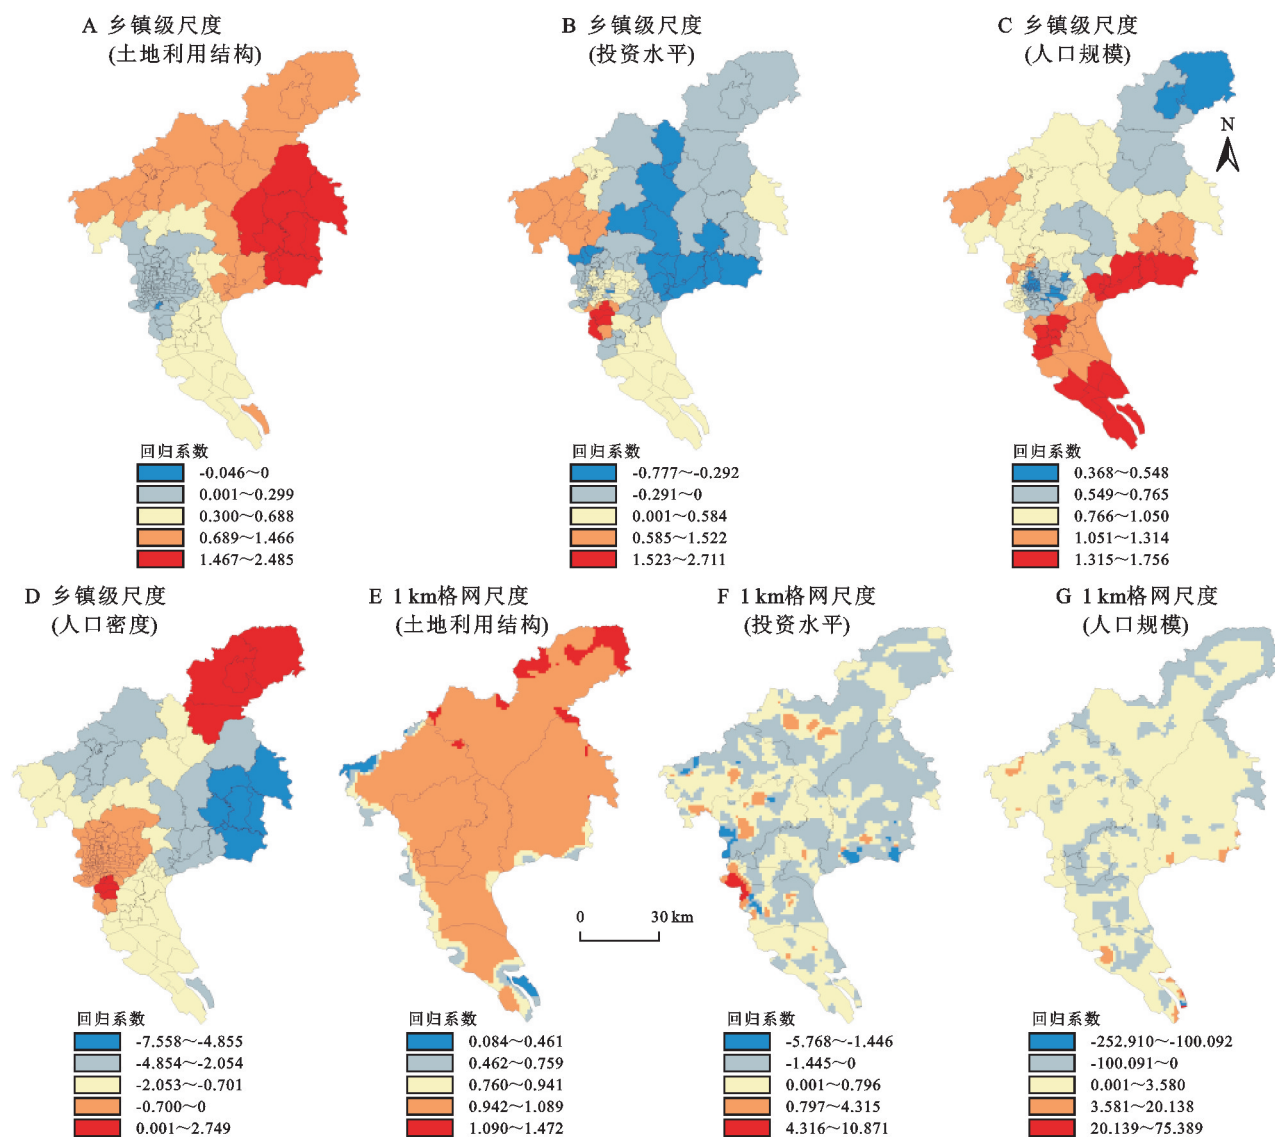 A 乡镇级尺度
(土地利用结构)
B 乡镇级尺度
(投资水平)
C 乡镇级尺度
(人口规模)
N
回归系数
-0.046～0
0.001～0.299
0.300～0.688
0.689～1.466
1.467～2.485
回归系数
-0.777～-0.292
-0.291～0
0.001～0.584
0.585～1.522
1.523～2.711
回归系数
0.368～0.548
0.549～0.765
0.766～1.050
1.051～1.314
1.315～1.756
D 乡镇级尺度
(人口密度)
E 1 km格网尺度
(土地利用结构)
F 1 km格网尺度
(投资水平)
G 1 km格网尺度
(人口规模)
0 30 km
回归系数
-7.558～-4.855
-4.854～-2.054
-2.053～-0.701
-0.700～0
0.001～2.749
回归系数
0.084～0.461
0.462～0.759
0.760～0.941
0.942～1.089
1.090～1.472
回归系数
-5.768～-1.446
-1.445～0
0.001～0.796
0.797～4.315
4.316～10.871
回归系数
-252.910～-100.092
-100.091～0
0.001～3.580
3.581～20.138
20.139～75.389